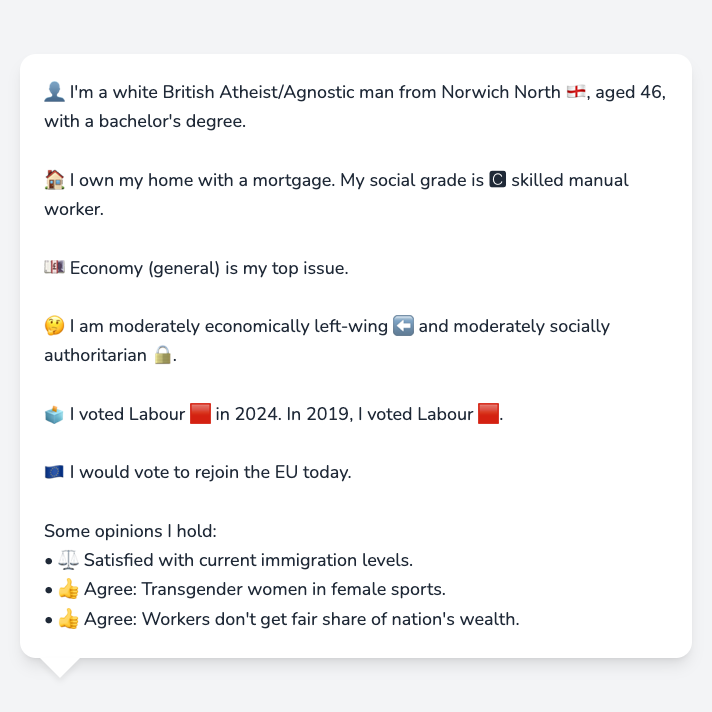 👤 I'm a white British Atheist/Agnostic man from Norwich North 🏴󠁧󠁢󠁥󠁮󠁧󠁿, aged 46,
with a bachelor's degree.
🏠 I own my home with a mortgage. My social grade is C skilled manual
worker.
💷 Economy (general) is my top issue.
🤔 I am moderately economically left-wing ⬅️ and moderately socially
authoritarian 🔒.
🗳️ I voted Labour 🟥 in 2024. In 2019, I voted Labour 🟥.
🇪🇺 I would vote to rejoin the EU today.
Some opinions I hold:
• ⚖️ Satisfied with current immigration levels.
• 👍 Agree: Transgender women in female sports.
• 👍 Agree: Workers don't get fair share of nation's wealth.